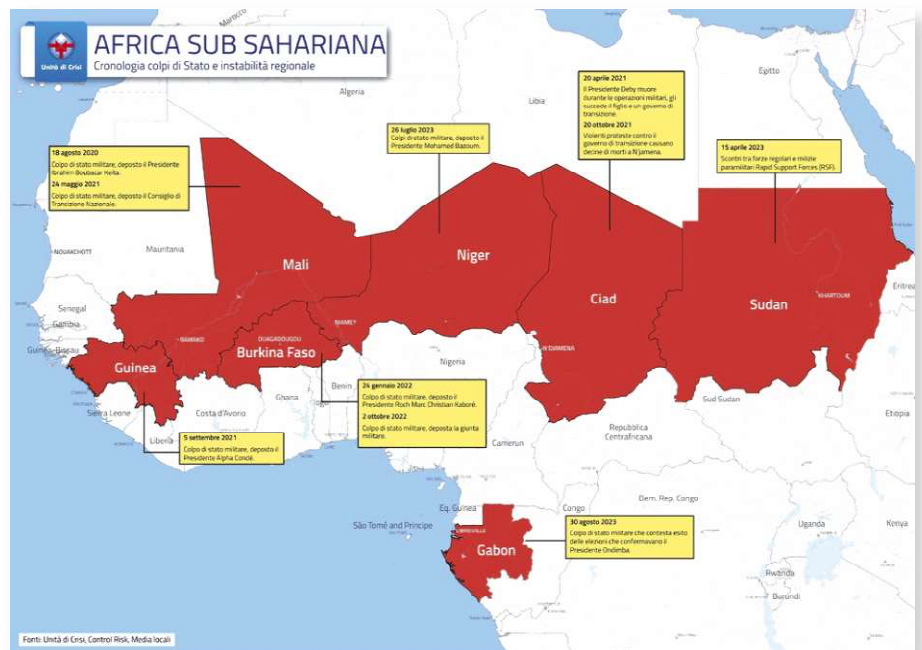 AFRICA SUB SAHARIANA
Cronologia colpi di Stato e instabilità regionale
Unità di Crisi
Marocco
Algeria
Libia
Egitto
20 aprile 2021
Il Presidente Deby muore
durante le operazioni militari, gli
succede il figlio e un governo di
transizione.
20 ottobre 2021
Violenti proteste contro il
governo di transizione causano
decine di morti a N'jamena.
26 luglio 2023
Colpi di stato militare, deposto il
Presidente Mohamed Bazoum.
18 agosto 2020
Colpo di stato militare, deposto il Presidente
Ibrahim Boubacar Keita.
24 maggio 2021
Colpo di stato militare, deposto il Consiglio di
Transizione Nazionale.
15 aprile 2023
Scontri tra forze regolari e milizie
paramilitari Rapid Support Forces (RSF).
NOUAKCHOTT
Mauritania
Mali
Niger
Ciad
Sudan
KHARTOUM
Eritrea
Senegal
Gambia
Guinea-Bissau
BAMAKO
NIAMEY
OUAGADOUGOU
Burkina Faso
N'DJAMENA
Guinea
Nigeria
Benin
Ghana
Togo
Sierra Leone
Costa d'Avorio
Liberia
Sud Sudan
Etiopia
24 gennaio 2022
Colpo di stato militare, deposto il
Presidente Roch Marc Christian Kaboré.
2 ottobre 2022
Colpo di stato militare, deposta la giunta
militare.
5 settembre 2021
Colpo di stato militare, deposto il
Presidente Alpha Condé.
Camerun
Repubblica
Centrafricana
Eq. Guinea
Congo
Dem. Rep. Congo
São Tomé and Principe
LIBREVILLE
Gabon
30 agosto 2023
Colpo di stato militare che contesta esito
delle elezioni che confermavano il
Presidente Ondimba.
Uganda
Kenya
Rwanda
Burundi
Fonti: Unità di Crisi, Control Risk, Media locali